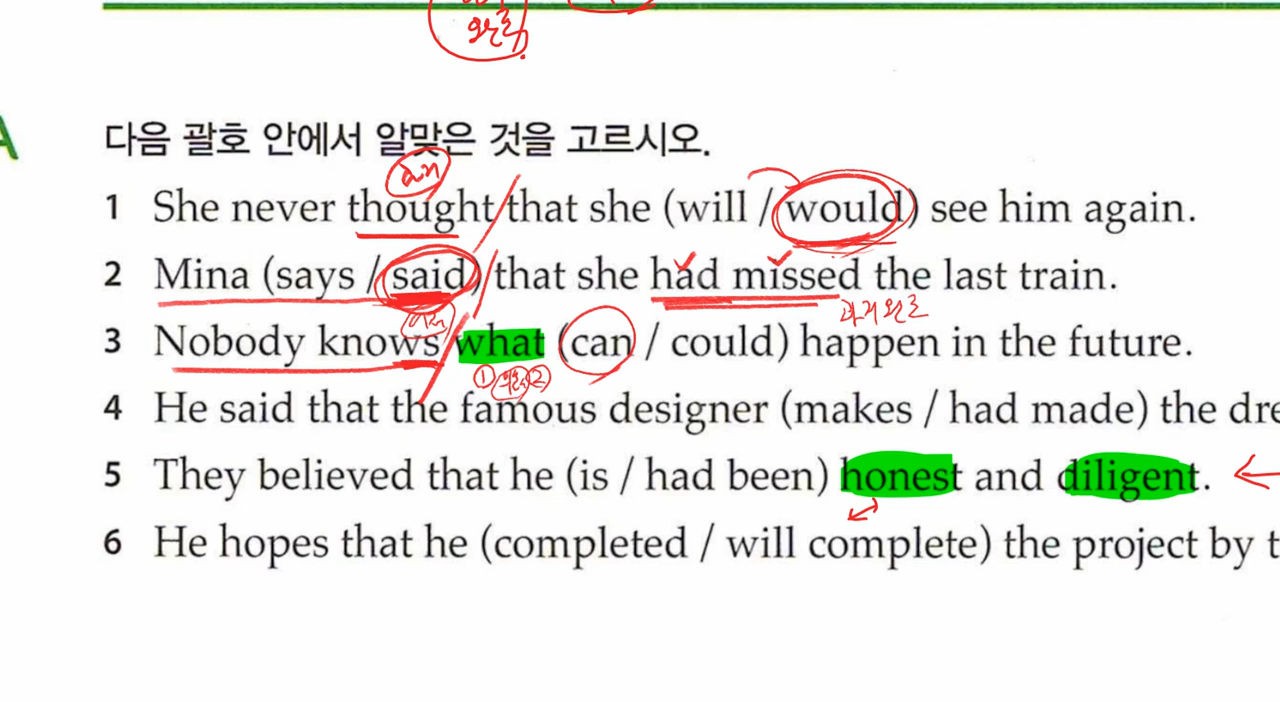 완료
A
다음 괄호 안에서 알맞은 것을 고르시오.
과거
1 She never thought that she (will / would) see him again.
2 Mina (says / said) that she had missed the last train.
과거완료
3 Nobody knows what (can / could) happen in the future.
① ②
4 He said that the famous designer (makes / had made) the dre
5 They believed that he (is / had been) honest and diligent.
6 He hopes that he (completed / will complete) the project by t